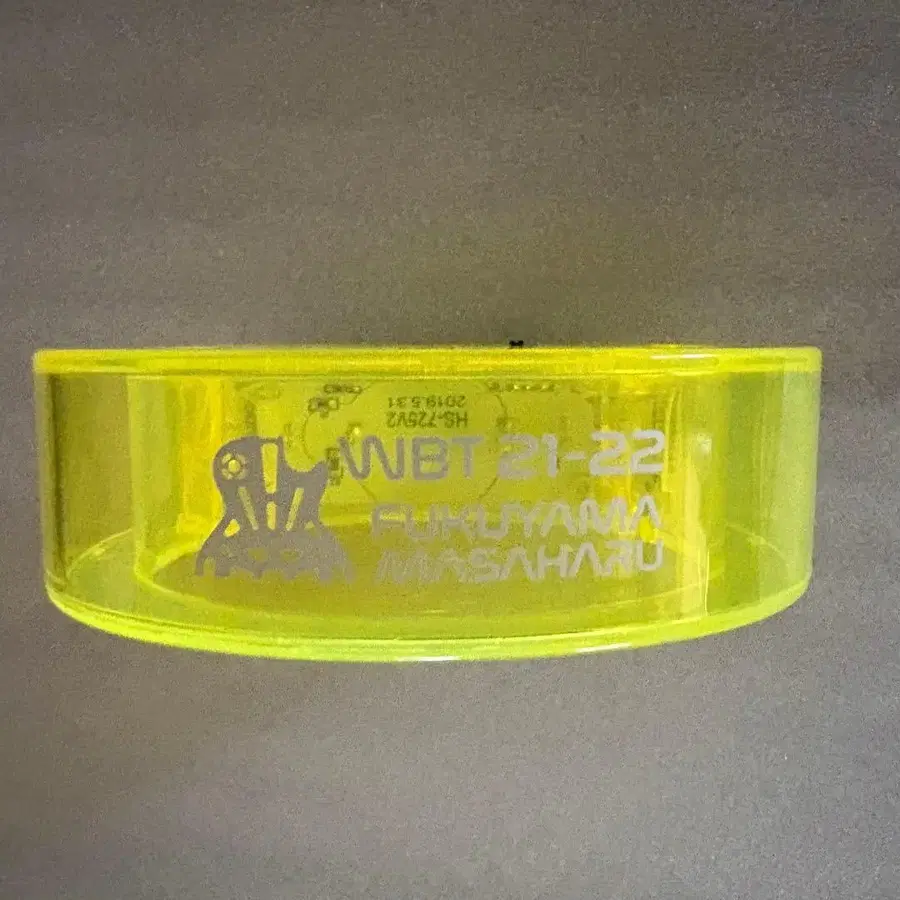 2019.5.31
HS-725V2
WBT 21-22
FUKUYAMA
MASAHARU